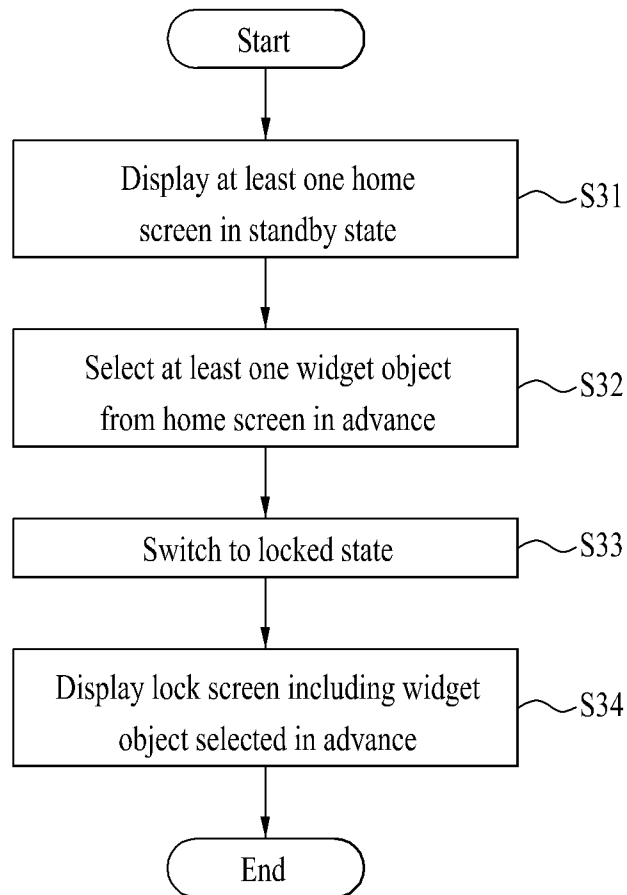 Start
Display at least one home
screen in standby state
S31
Select at least one widget object
from home screen in advance
S32
Switch to locked state
S33
Display lock screen including widget
object selected in advance
S34
End